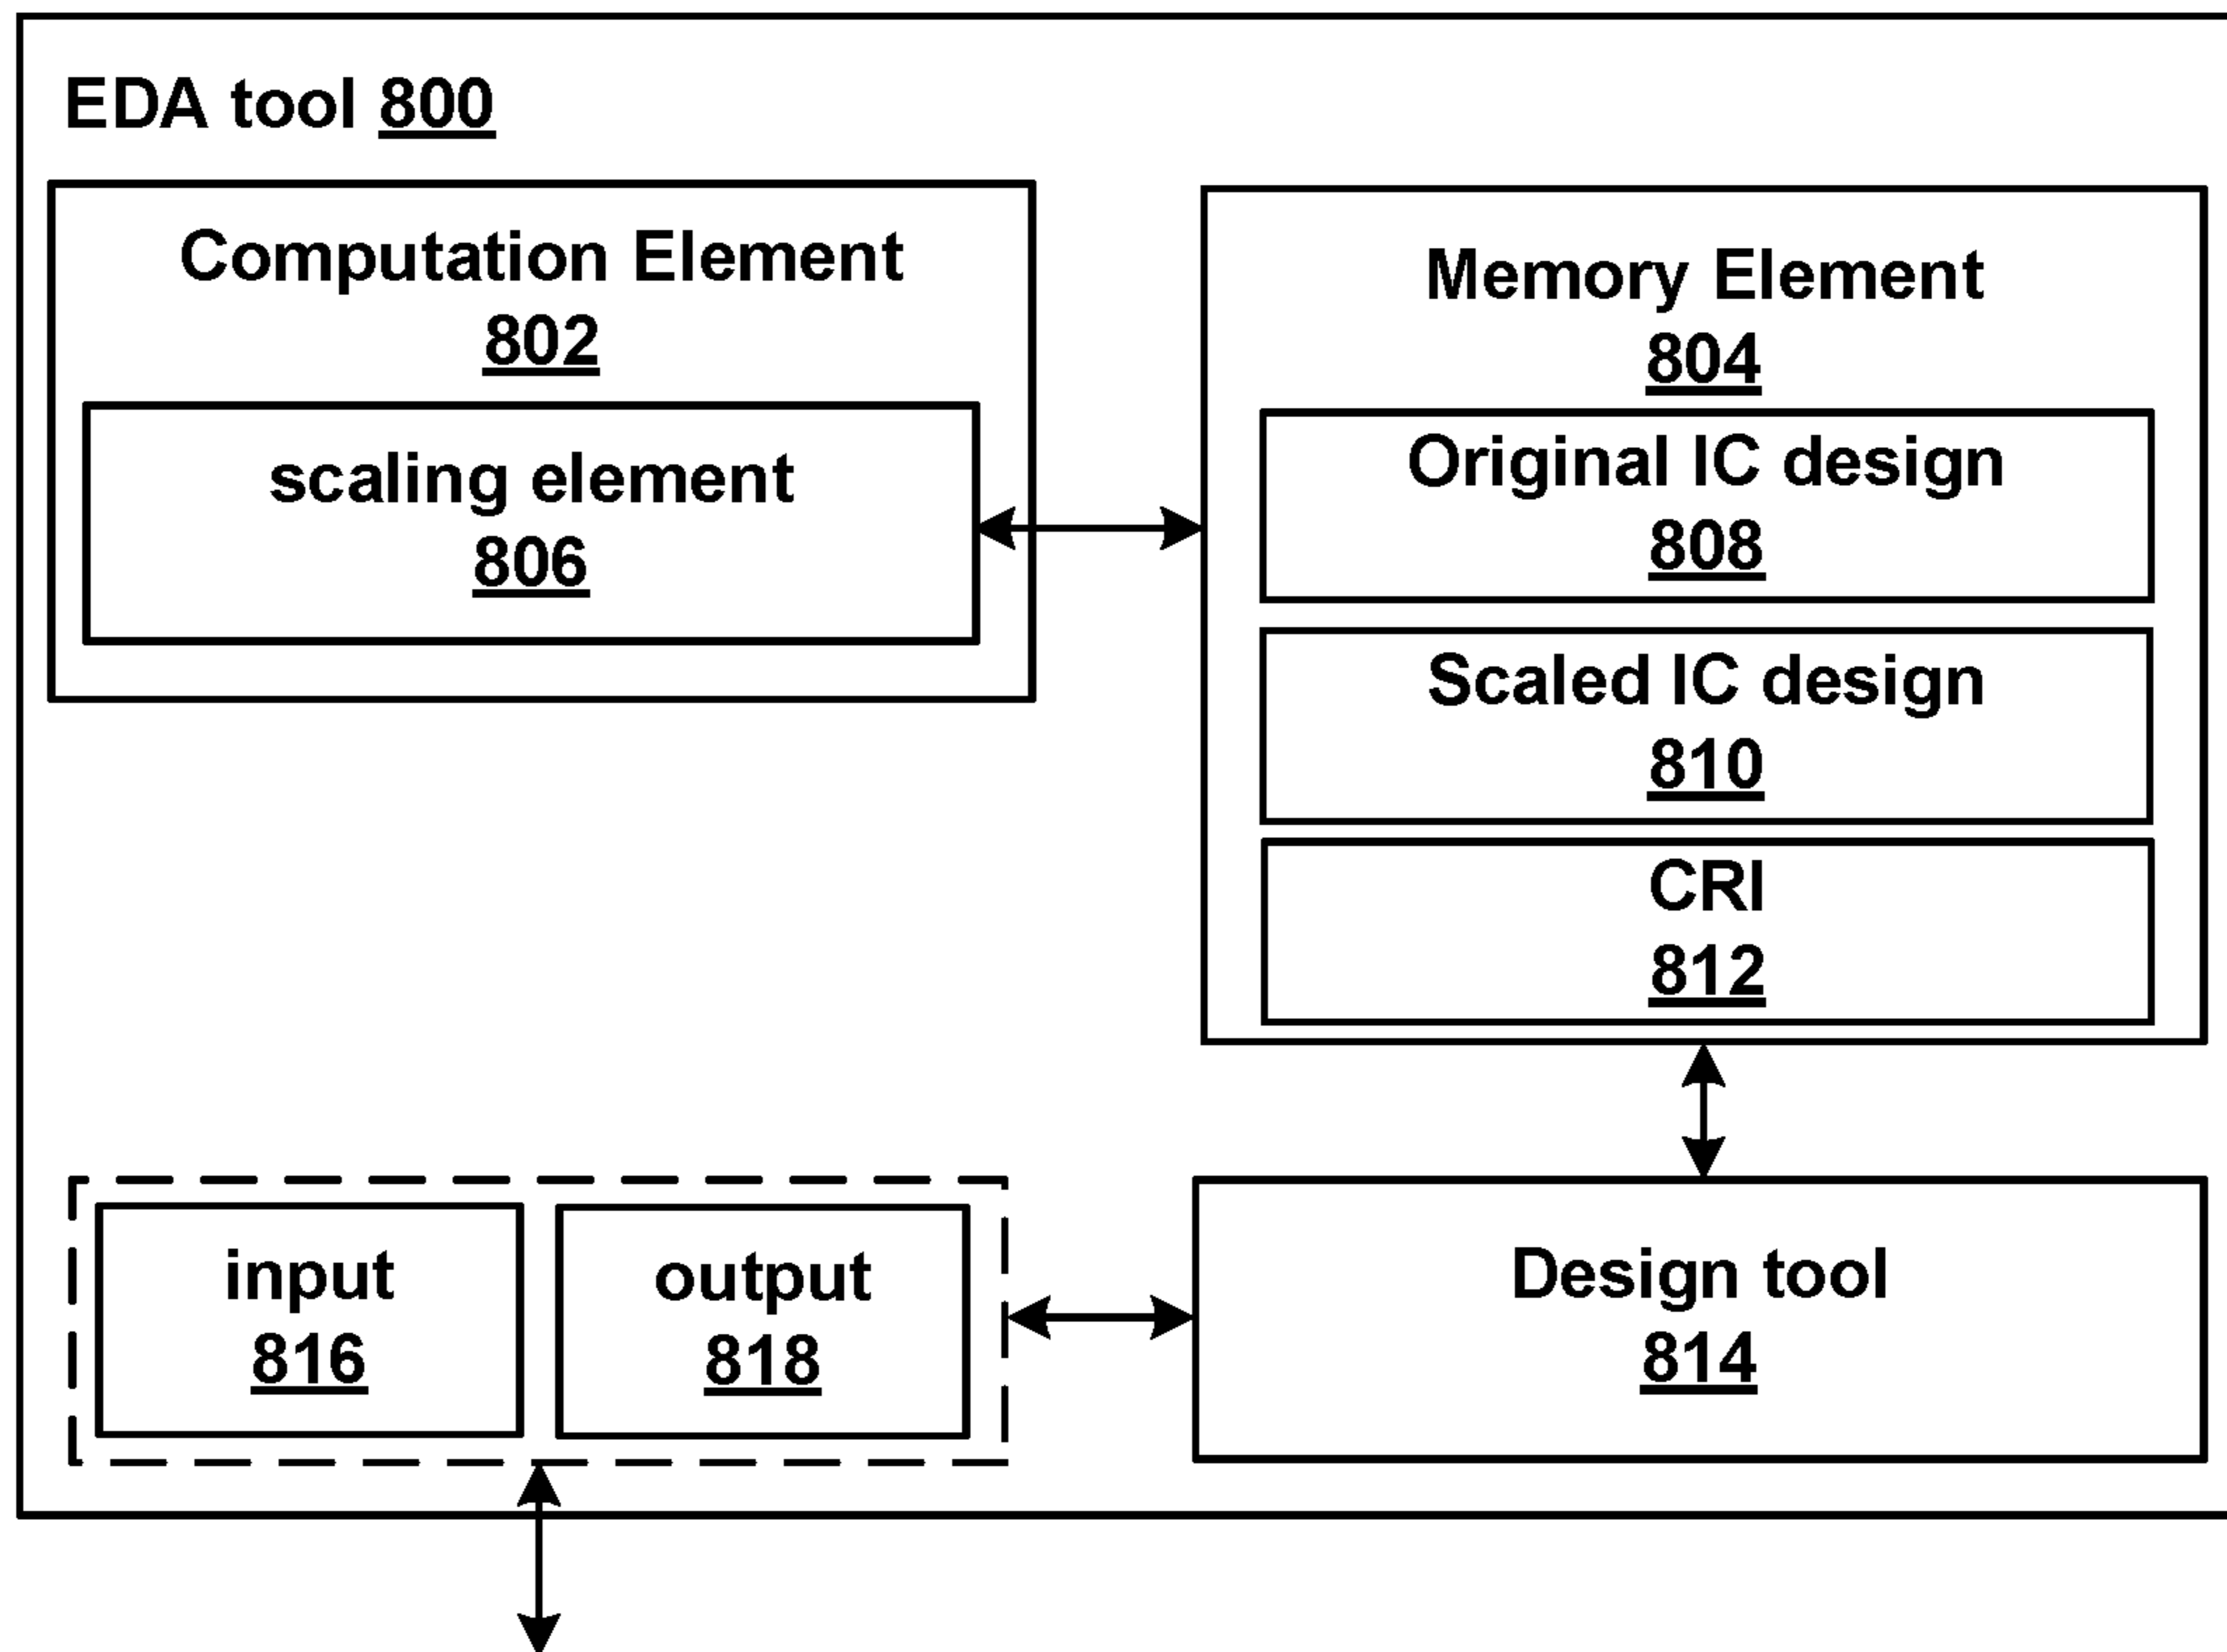 EDA tool 800
Computation Element
802
scaling element
806
Memory Element
804
Original IC design
808
Scaled IC design
810
CRI
812
input
816
output
818
Design tool
814